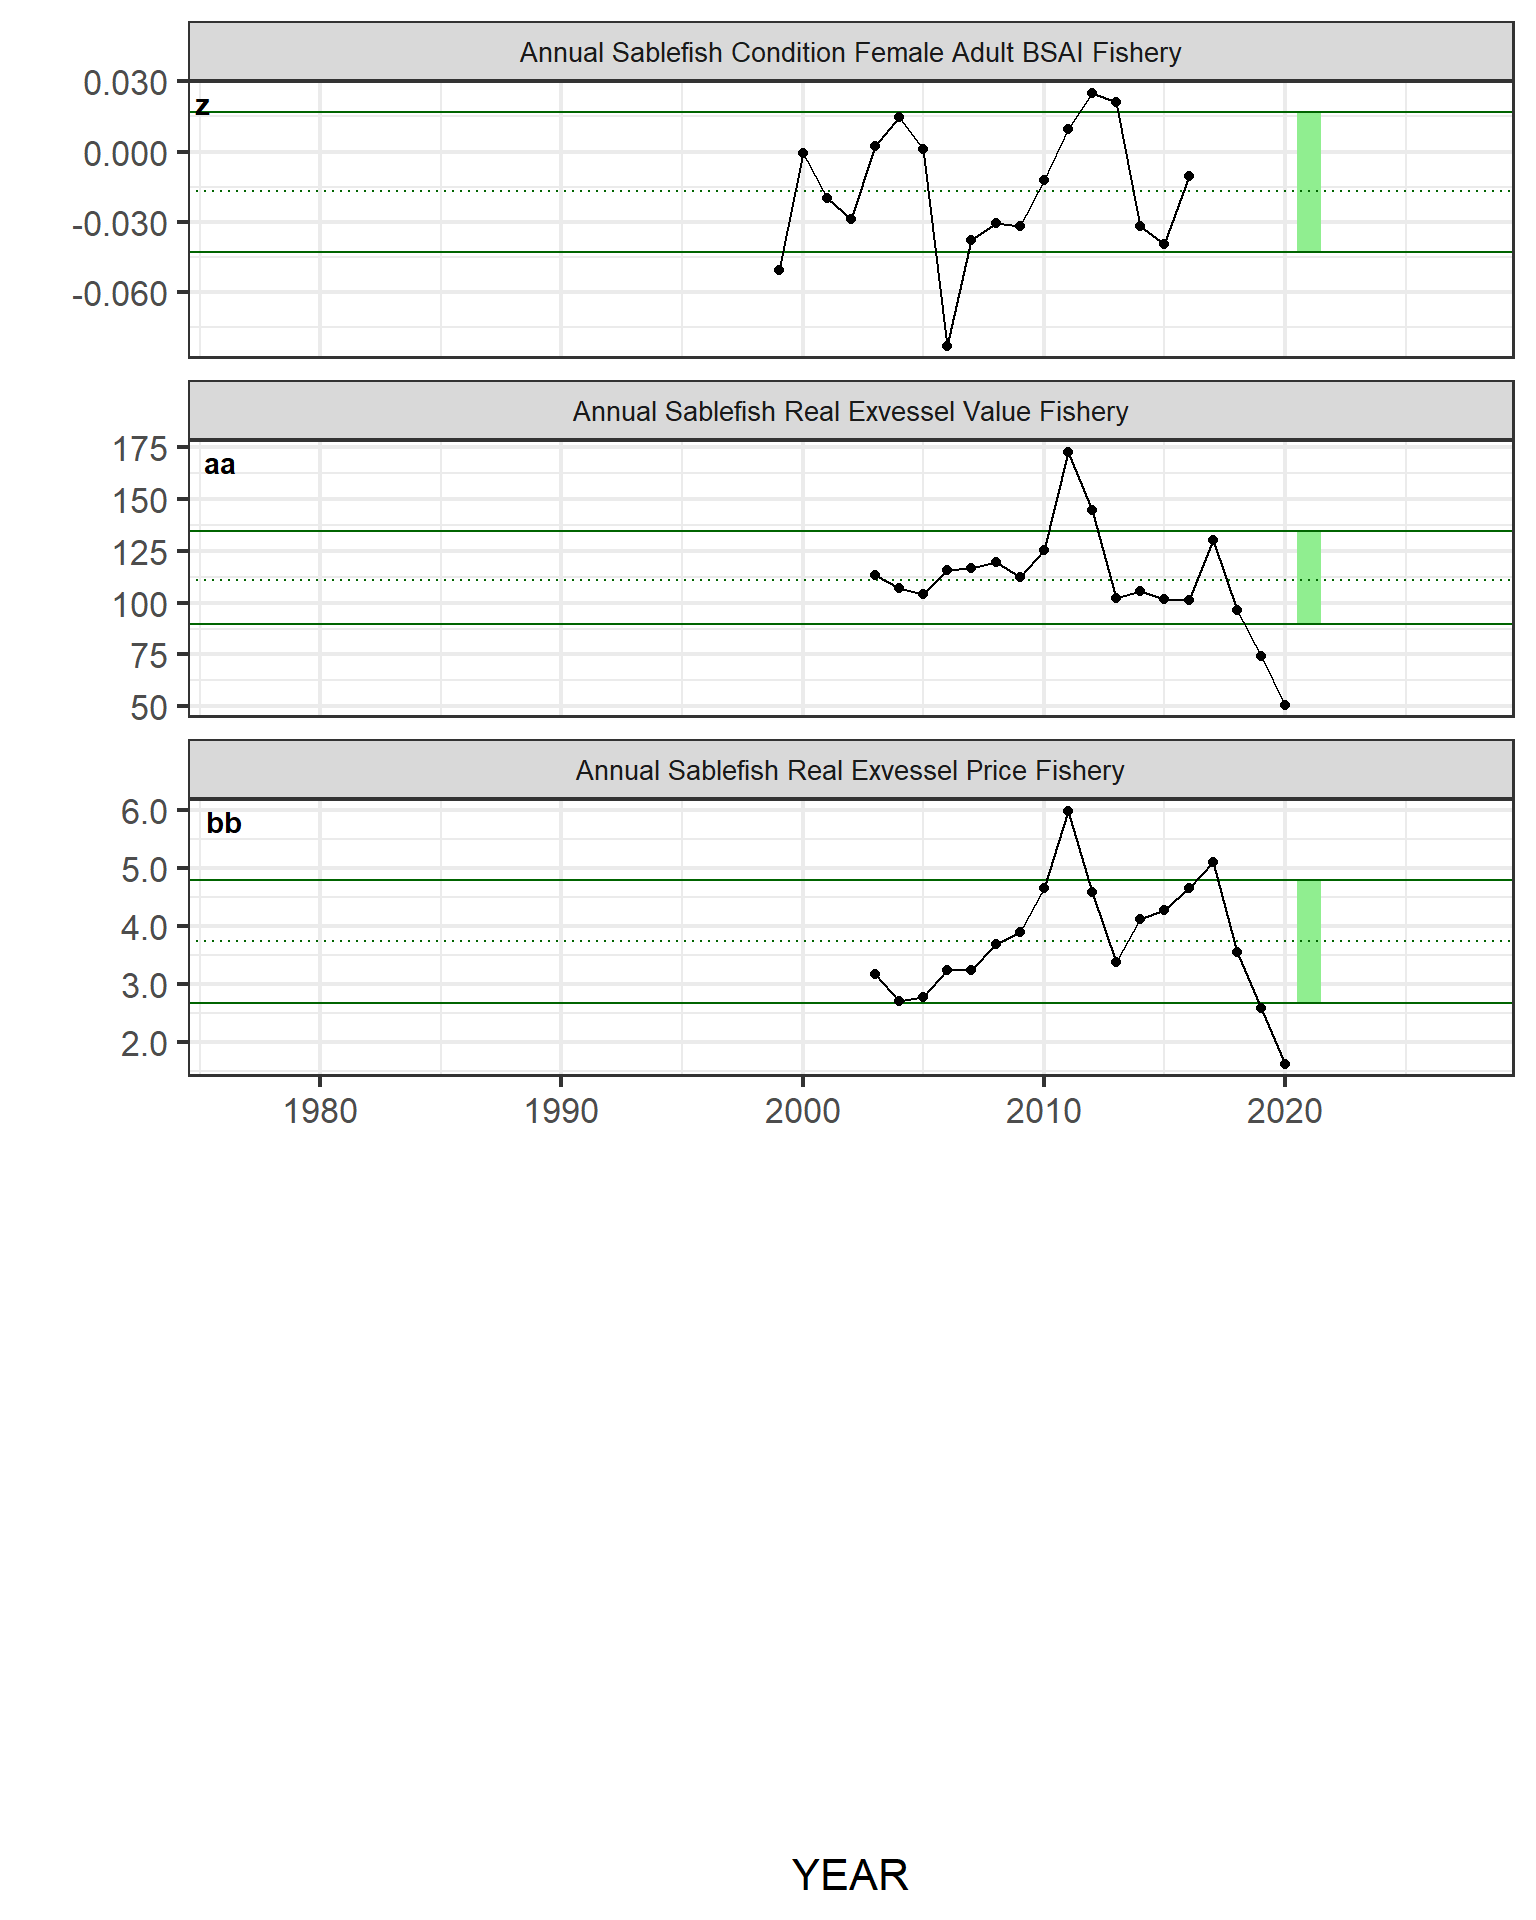 Annual Sablefish Condition Female Adult BSAI Fishery
z
0.030
0.000
-0.030
-0.060
Annual Sablefish Real Exvessel Value Fishery
aa
175
150
125
100
75
50
Annual Sablefish Real Exvessel Price Fishery
bb
6.0
5.0
4.0
3.0
2.0
1980 1990 2000 2010 2020
YEAR